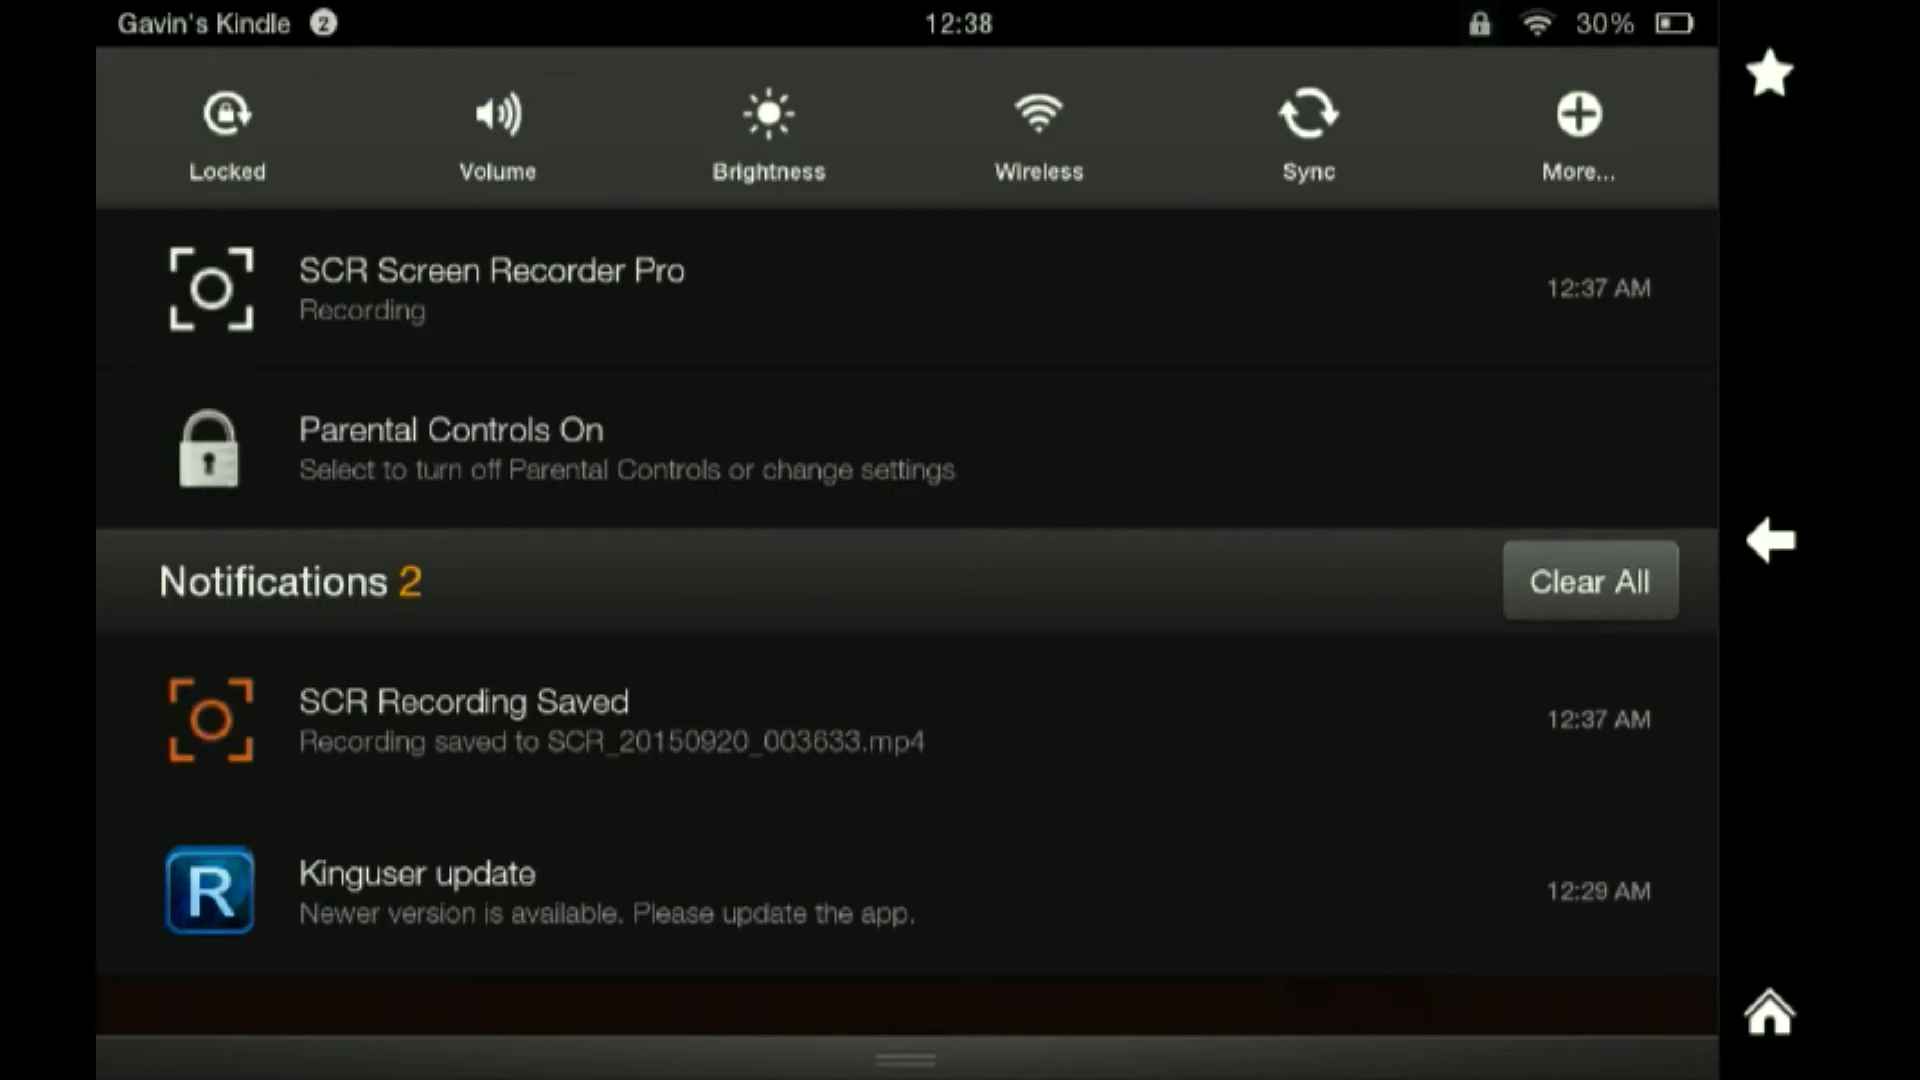 Gavin's Kindle 2 12:38 30%
Locked Volume Brightness Wireless Sync More...
SCR Screen Recorder Pro
Recording
12:37 AM
Parental Controls On
Select to turn off Parental Controls or change settings
Notifications 2 Clear All
SCR Recording Saved
Recording saved to SCR_20150920_003633.mp4
12:37 AM
R
Kinguser update
Newer version is available. Please update the app.
12:29 AM